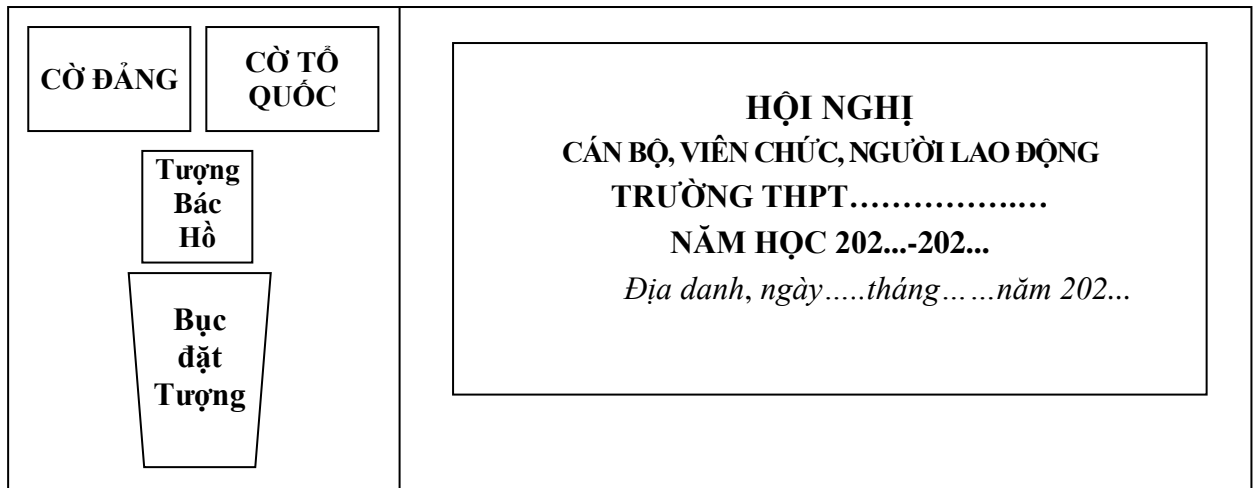 CỜ ĐẢNG
CỜ TỔ
QUỐC
Tượng
Bác
Hồ
Bục
đặt
Tượng
HỘI NGHỊ
CÁN BỘ, VIÊN CHỨC, NGƯỜI LAO ĐỘNG
TRƯỜNG THPT………………….
NĂM HỌC 202...-202...
Địa danh, ngày…..tháng……năm 202...